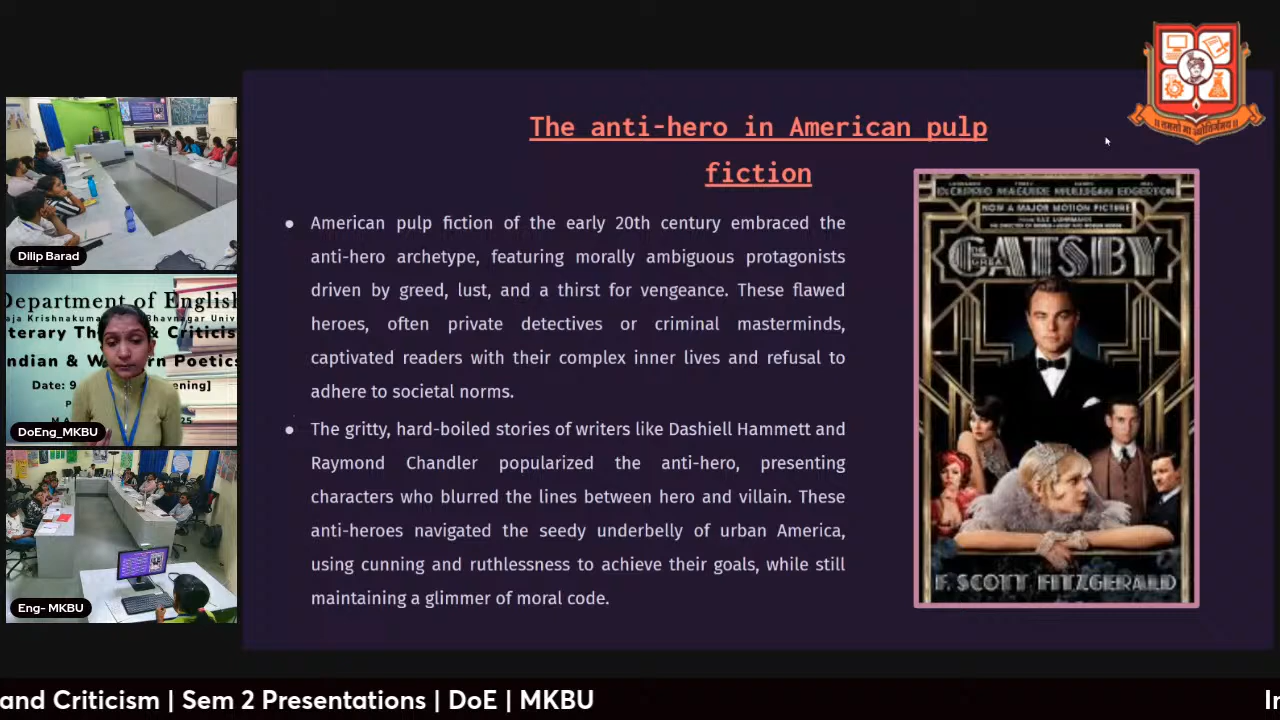 The anti-hero in American pulp
fiction
American pulp fiction of the early 20th century embraced the
anti-hero archetype, featuring morally ambiguous protagonists
driven by greed, lust, and a thirst for vengeance. These flawed
heroes, often private detectives or criminal masterminds,
captivated readers with their complex inner lives and refusal to
adhere to societal norms.
The gritty, hard-boiled stories of writers like Dashiell Hammett and
Raymond Chandler popularized the anti-hero, presenting
characters who blurred the lines between hero and villain. These
anti-heroes navigated the seedy underbelly of urban America,
using cunning and ruthlessness to achieve their goals, while still
maintaining a glimmer of moral code.
DICAPRIO MAGUIRE MULLIGAN EDGERTON
NOW A MAJOR MOTION PICTURE
THE GREAT
GATSBY
F. SCOTT FITZGERALD
Dilip Barad
Department of English
Date: 9
DoEng_MKBU
Eng- MKBU
and Criticism | Sem 2 Presentations | DoE | MKBU